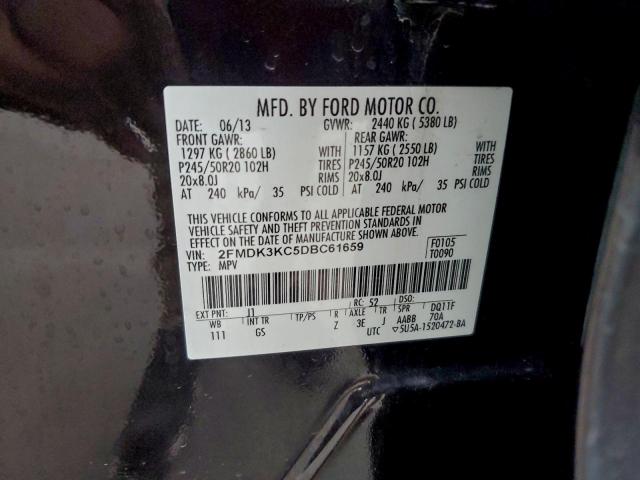 MFD. BY FORD MOTOR CO.
DATE: 06/13 GVWR: 2440 KG ( 5380 LB)
FRONT GAWR: REAR GAWR:
1297 KG ( 2860 LB) 1157 KG ( 2550 LB)
P245/50R20 102H TIRES P245/50R20 102H TIRES
20x8.0J RIMS 20x8.0J RIMS
AT 240 kPa/ 35 PSI COLD AT 240 kPa/ 35 PSI COLD
THIS VEHICLE CONFORMS TO ALL APPLICABLE FEDERAL MOTOR
VEHICLE SAFETY AND THEFT PREVENTION STANDARDS IN
EFFECT ON THE DATE OF MANUFACTURE SHOWN ABOVE.
VIN: 2FMDK3KC5DBC61659 F0105
TYPE: MPV T0090
EXT PNT: J1 RC: 52 DSO:
WB INT TR TP/PS R AXLE TR SPR DQ11F
111 GS Z 3E J AABB 70A
UTC ▽5U5A-1520472-BA